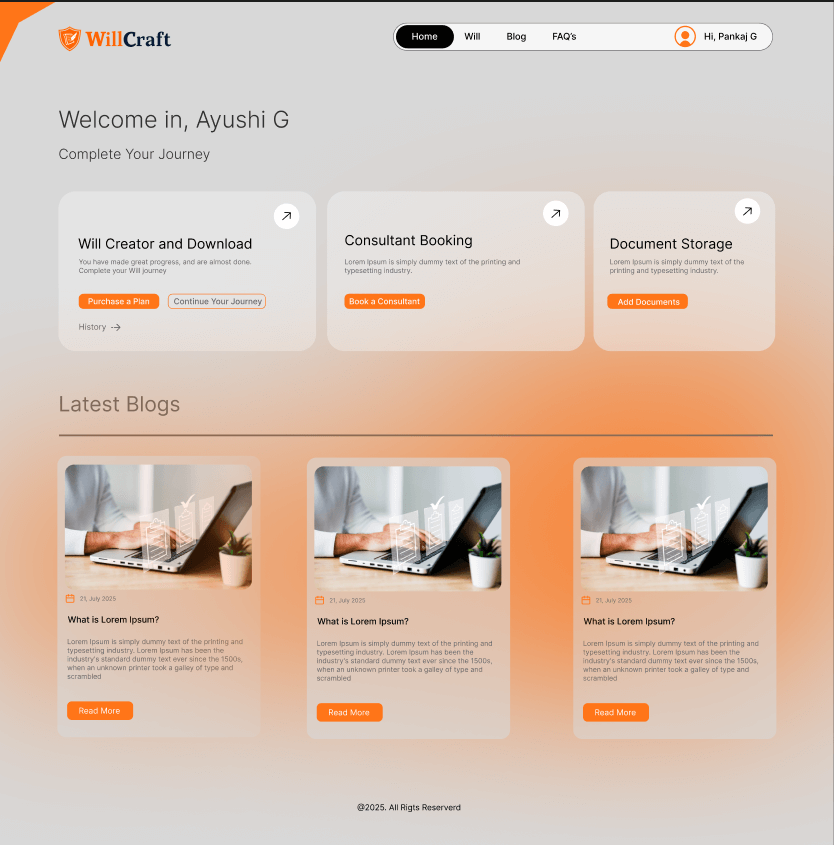 WillCraft
Home Will Blog FAQ's Hi, Pankaj G
Welcome in, Ayushi G
Complete Your Journey
Will Creator and Download
You have made great progress, and are almost done.
Complete your Will journey
Purchase a Plan Continue Your Journey
History
Consultant Booking
Lorem Ipsum is simply dummy text of the printing and
typesetting industry.
Book a Consultant
Document Storage
Lorem Ipsum is simply dummy text of the
printing and typesetting industry.
Add Documents
Latest Blogs
21, July 2025
What is Lorem Ipsum?
Lorem Ipsum is simply dummy text of the printing and
typesetting industry. Lorem Ipsum has been the
industry's standard dummy text ever since the 1500s,
when an unknown printer took a galley of type and
scrambled
Read More
21, July 2025
What is Lorem Ipsum?
Lorem Ipsum is simply dummy text of the printing and
typesetting industry. Lorem Ipsum has been the
industry's standard dummy text ever since the 1500s,
when an unknown printer took a galley of type and
scrambled
Read More
21, July 2025
What is Lorem Ipsum?
Lorem Ipsum is simply dummy text of the printing and
typesetting industry. Lorem Ipsum has been the
industry's standard dummy text ever since the 1500s,
when an unknown printer took a galley of type and
scrambled
Read More
@2025. All Rigts Reserverd